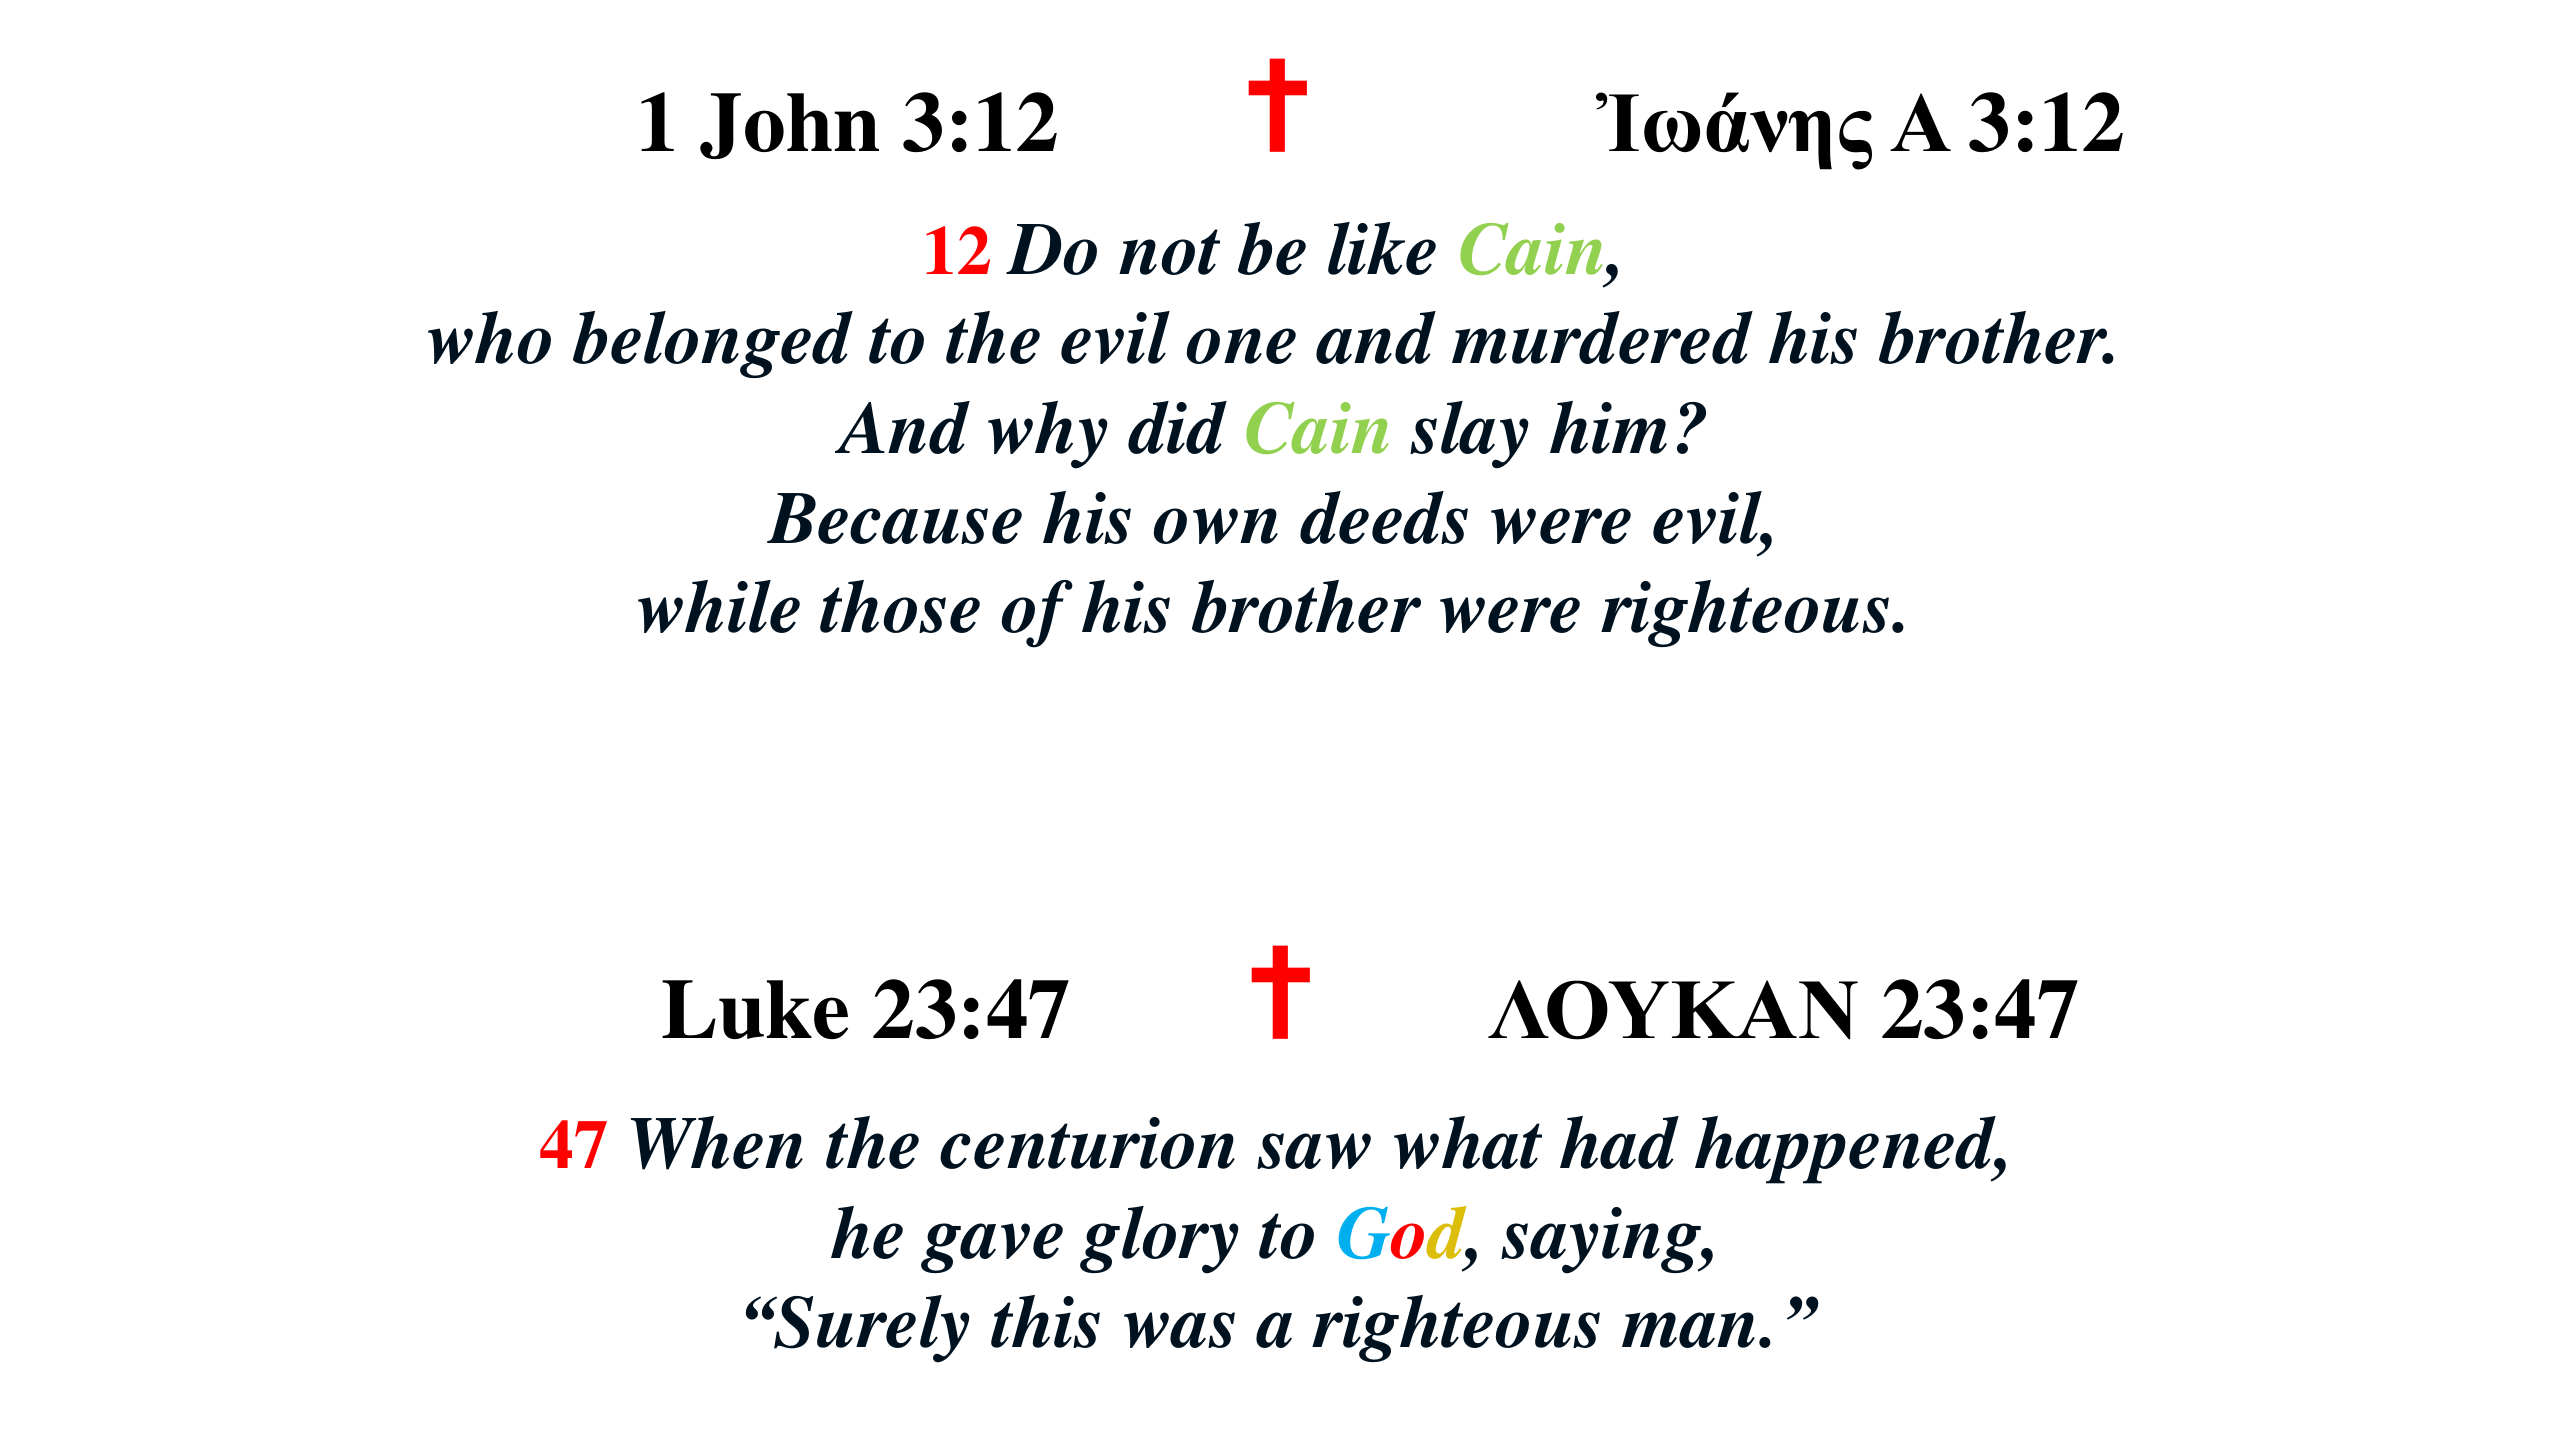 1 John 3:12 ✝ Ἰωάνης Α 3:12
12 Do not be like Cain,
who belonged to the evil one and murdered his brother.
And why did Cain slay him?
Because his own deeds were evil,
while those of his brother were righteous.
Luke 23:47 ✝ ΛΟΥΚΑΝ 23:47
47 When the centurion saw what had happened,
he gave glory to God, saying,
“Surely this was a righteous man.”